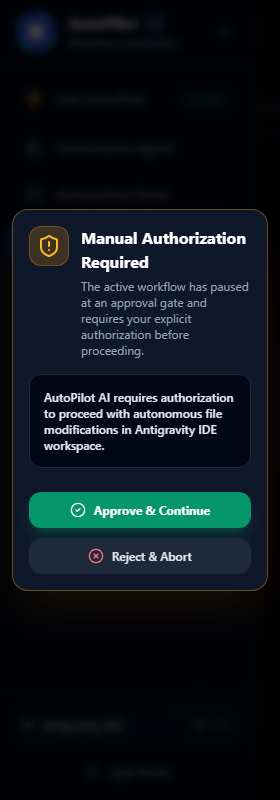 Manual Authorization
Required
The active workflow has paused
at an approval gate and
requires your explicit
authorization before
proceeding.
AutoPilot AI requires authorization
to proceed with autonomous file
modifications in Antigravity IDE
workspace.
Approve & Continue
Reject & Abort